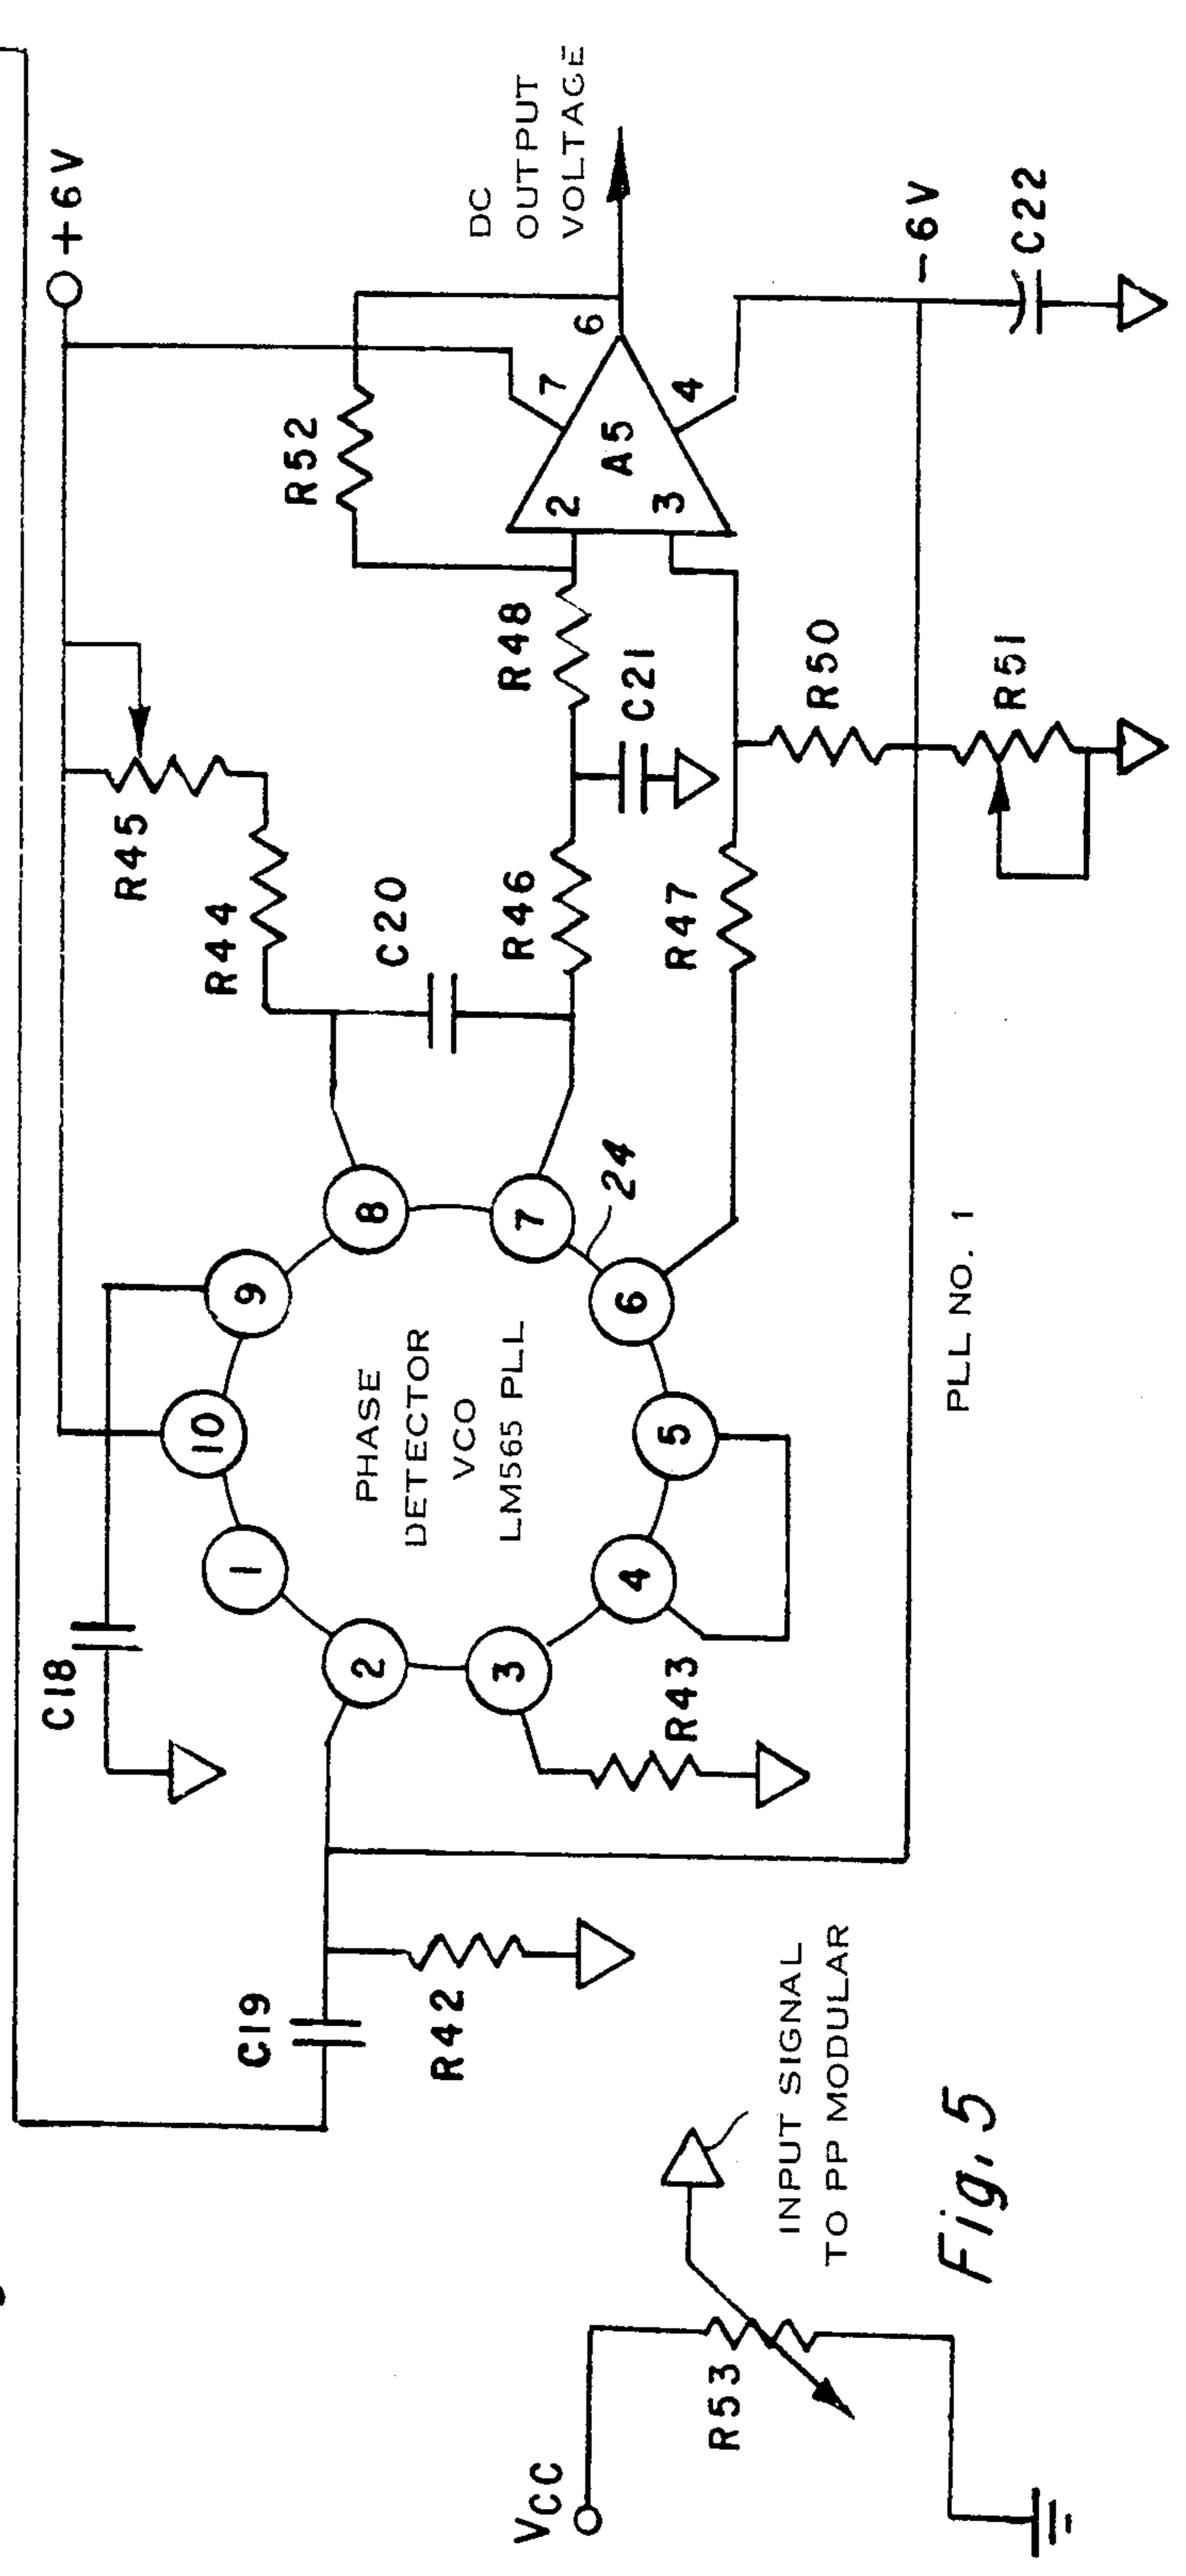 +6V
DC
OUTPUT
VOLTAGE
R52
6
7
A5
4
2
3
-6V
C22
R45
R44
R48
C21
R50
R51
C20
R46
R47
C18
9
8
7
24
6
10
PHASE
DETECTOR
VCO
LM565 PLL
5
1
2
3
4
R43
PLL NO. 1
C19
R42
INPUT SIGNAL
TO PP MODULAR
VCC
R53
Fig. 5